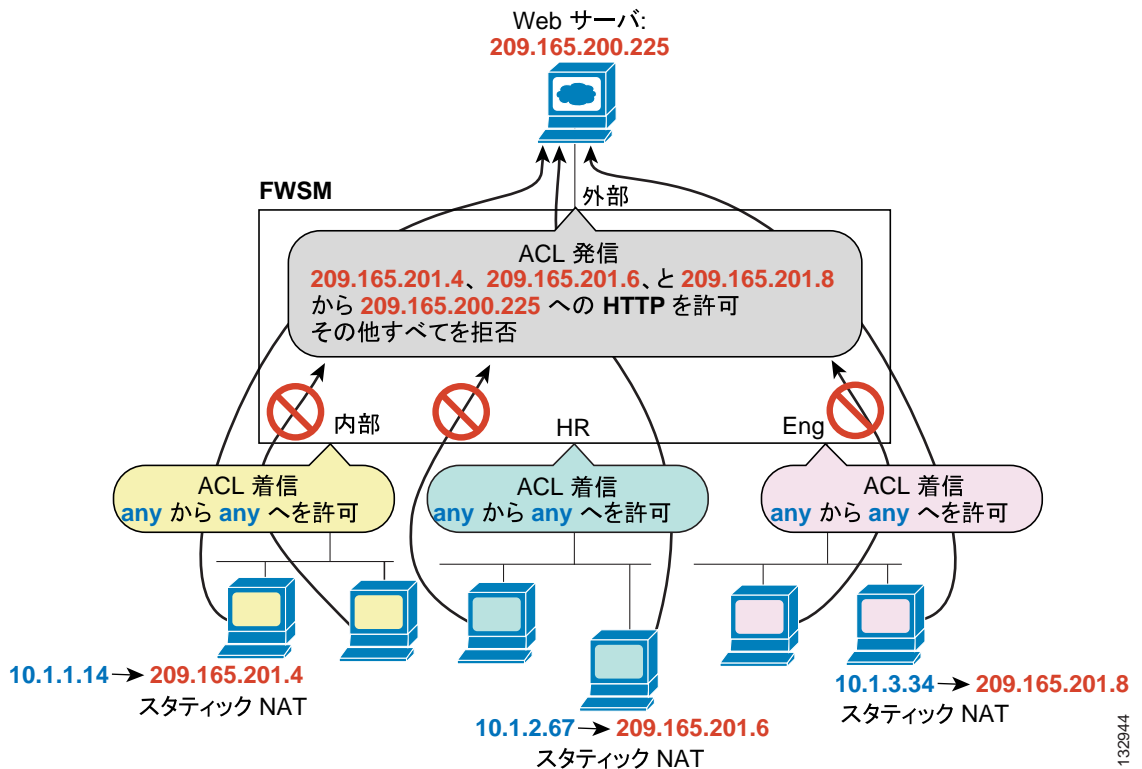 Web サーバ:
209.165.200.225
FWSM
外部
ACL 発信
209.165.201.4、209.165.201.6、と 209.165.201.8
から 209.165.200.225 への HTTP を許可
その他すべてを拒否
内部
HR
Eng
ACL 着信
any から any へを許可
ACL 着信
any から any へを許可
ACL 着信
any から any へを許可
10.1.1.14 209.165.201.4
スタティック NAT
10.1.2.67 209.165.201.6
スタティック NAT
10.1.3.34 209.165.201.8
スタティック NAT
132944